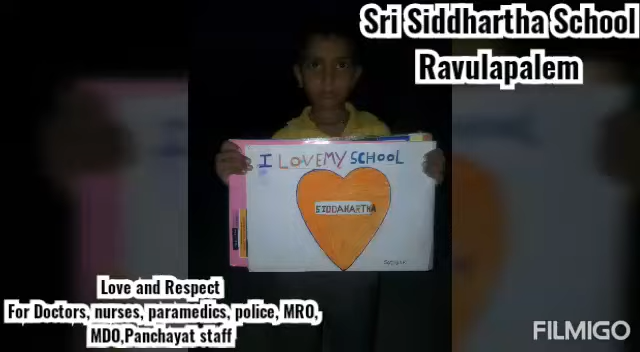 Sri Siddhartha School
Ravulapalem
I LOVE MY SCHOOL
SIDDAHARTHA
Love and Respect
For Doctors, nurses, paramedics, police, MRO,
MDO,Panchayat staff
FILMIGO